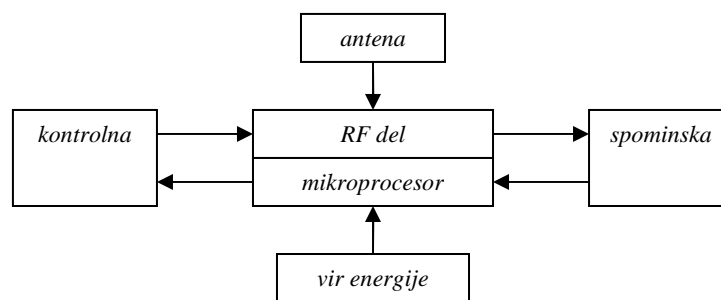 antena
kontrolna
RF del
spominska
mikroprocesor
vir energije